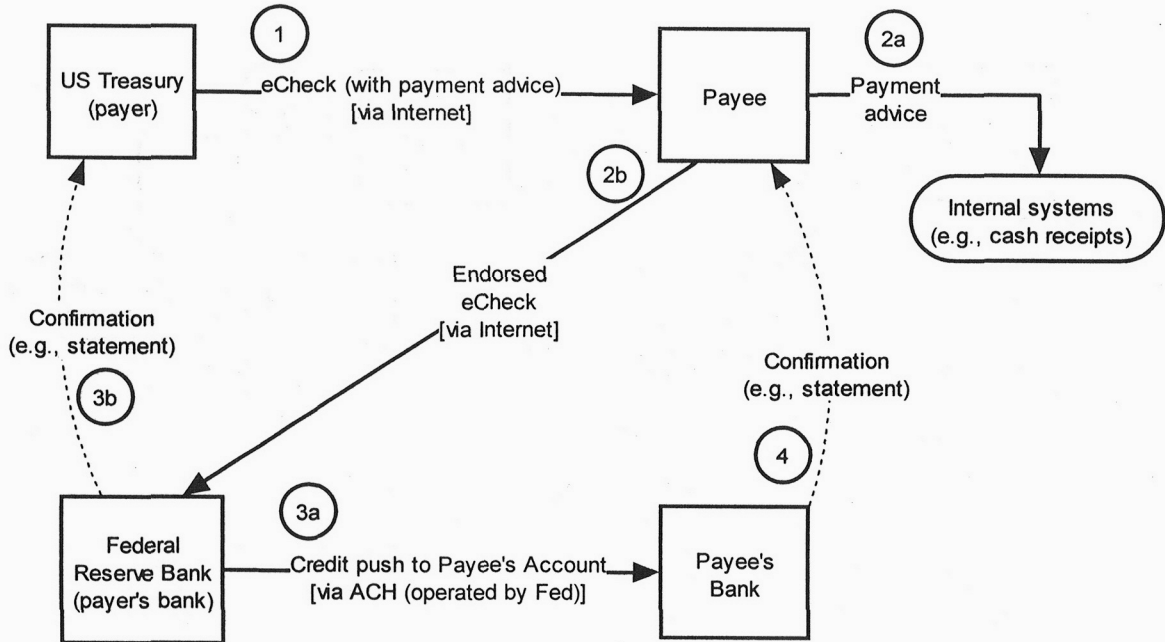 1
2a
US Treasury
(payer)
eCheck (with payment advice)
[via Internet]
Payee
Payment
advice
2b
Internal systems
(e.g., cash receipts)
Endorsed
eCheck
[via Internet]
Confirmation
(e.g., statement)
3b
Confirmation
(e.g., statement)
4
3a
Federal
Reserve Bank
(payer's bank)
Credit push to Payee's Account
[via ACH (operated by Fed)]
Payee's
Bank